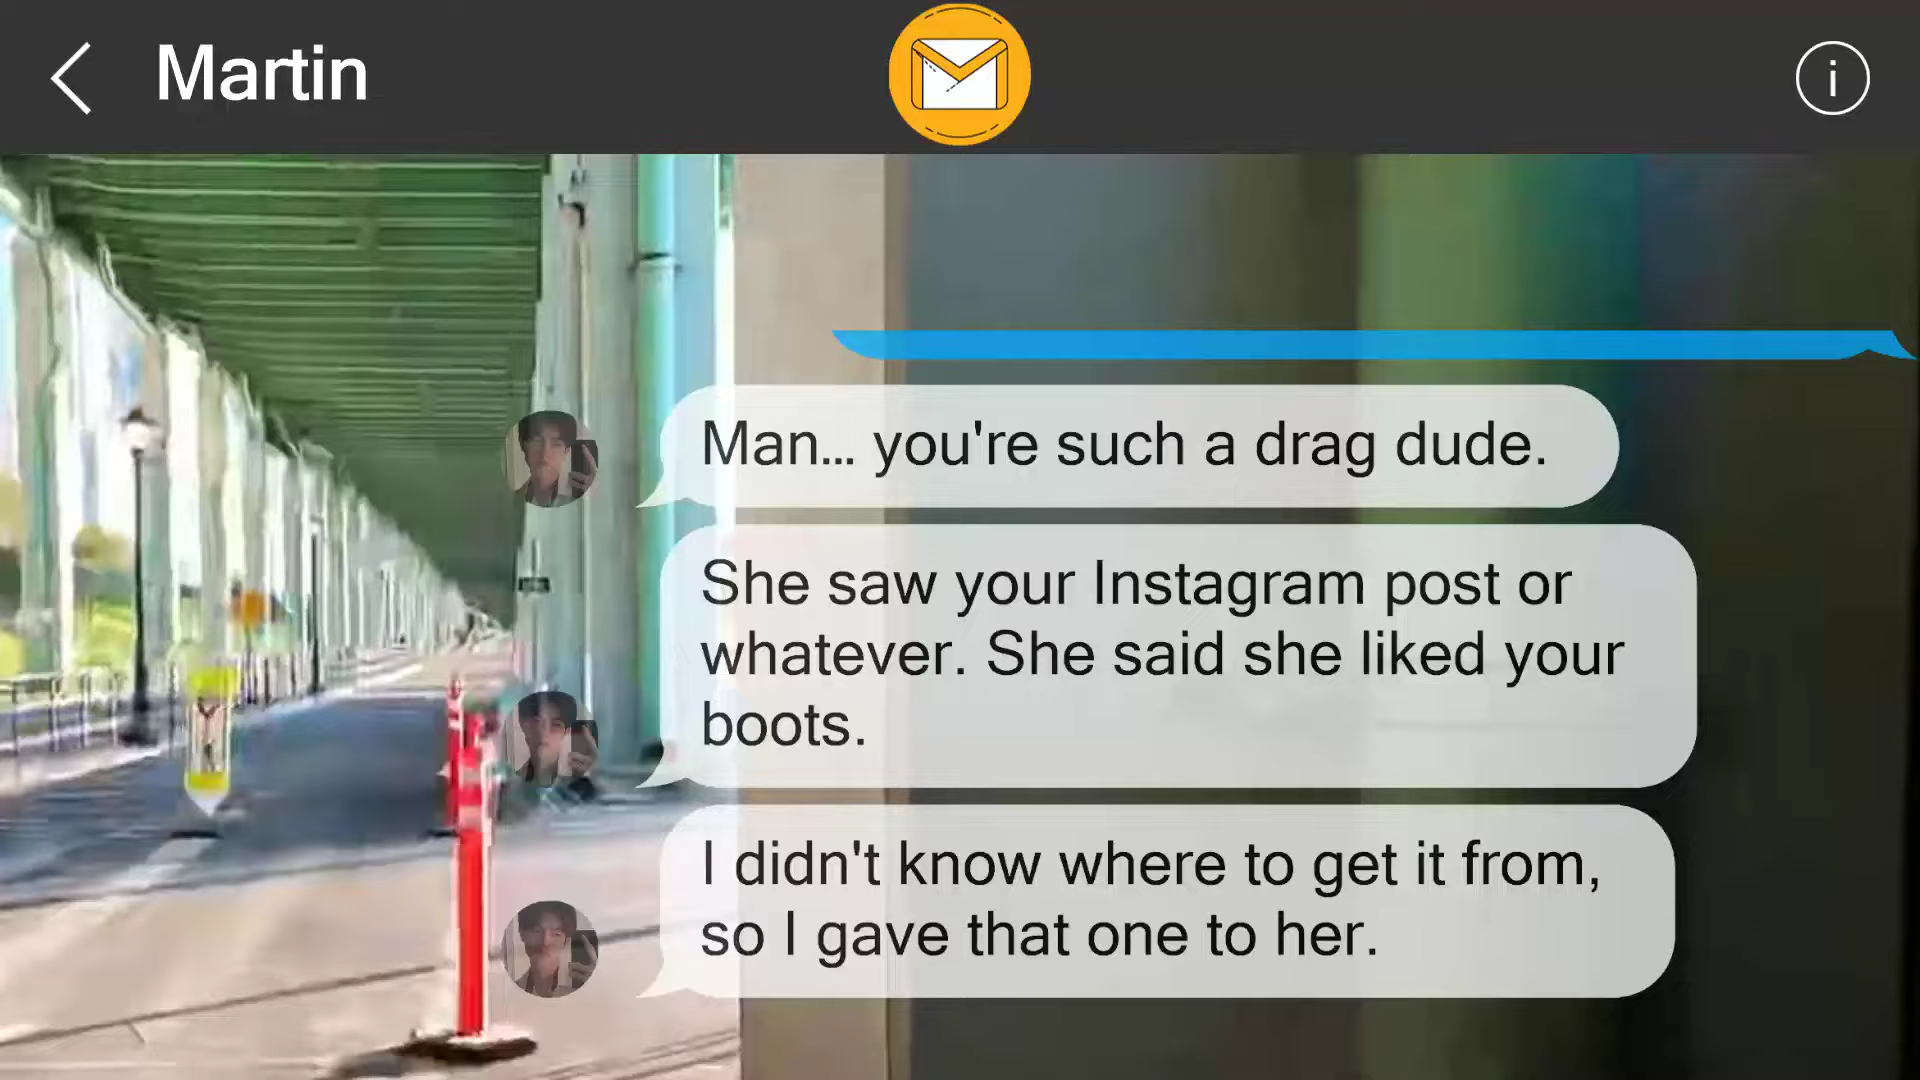 Martin
i
Man... you're such a drag dude.
She saw your Instagram post or
whatever. She said she liked your
boots.
I didn't know where to get it from,
so I gave that one to her.